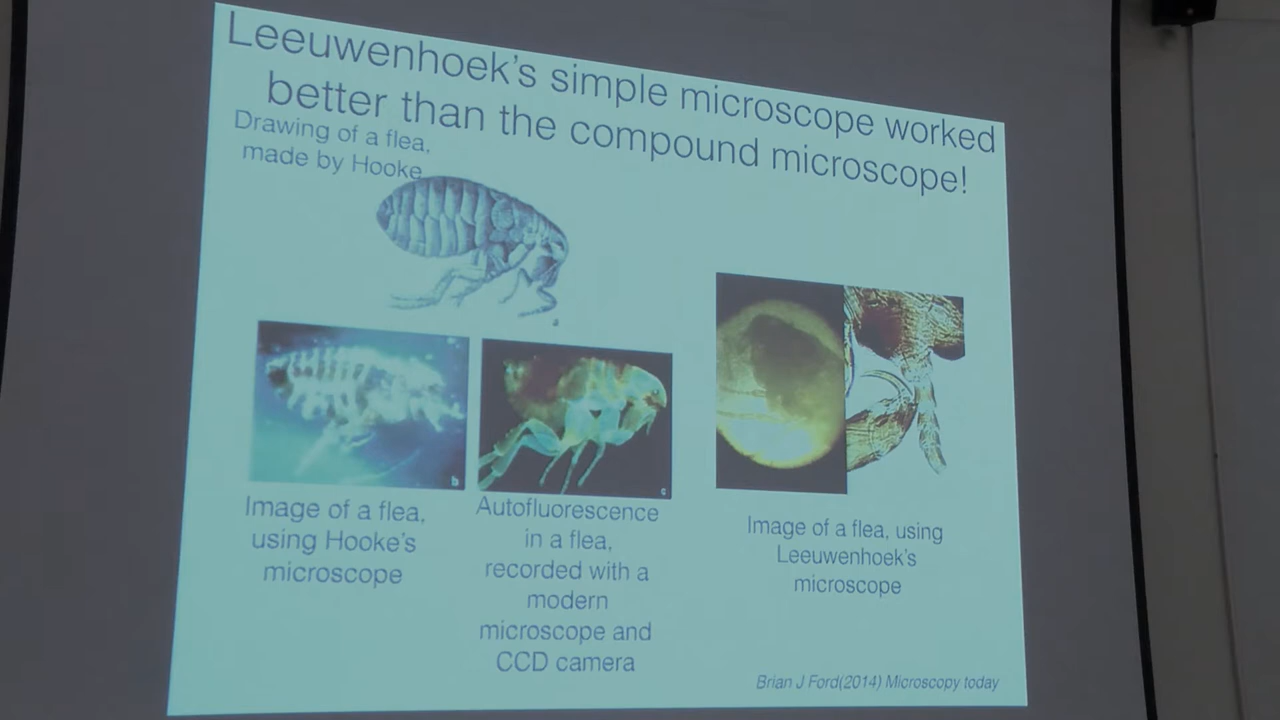 Leeuwenhoek's simple microscope worked
better than the compound microscope!
Drawing of a flea,
made by Hooke
a
b
c
Image of a flea,
using Hooke's
microscope
Autofluorescence
in a flea,
recorded with a
modern
microscope and
CCD camera
Image of a flea, using
Leeuwenhoek's
microscope
Brian J Ford(2014) Microscopy today